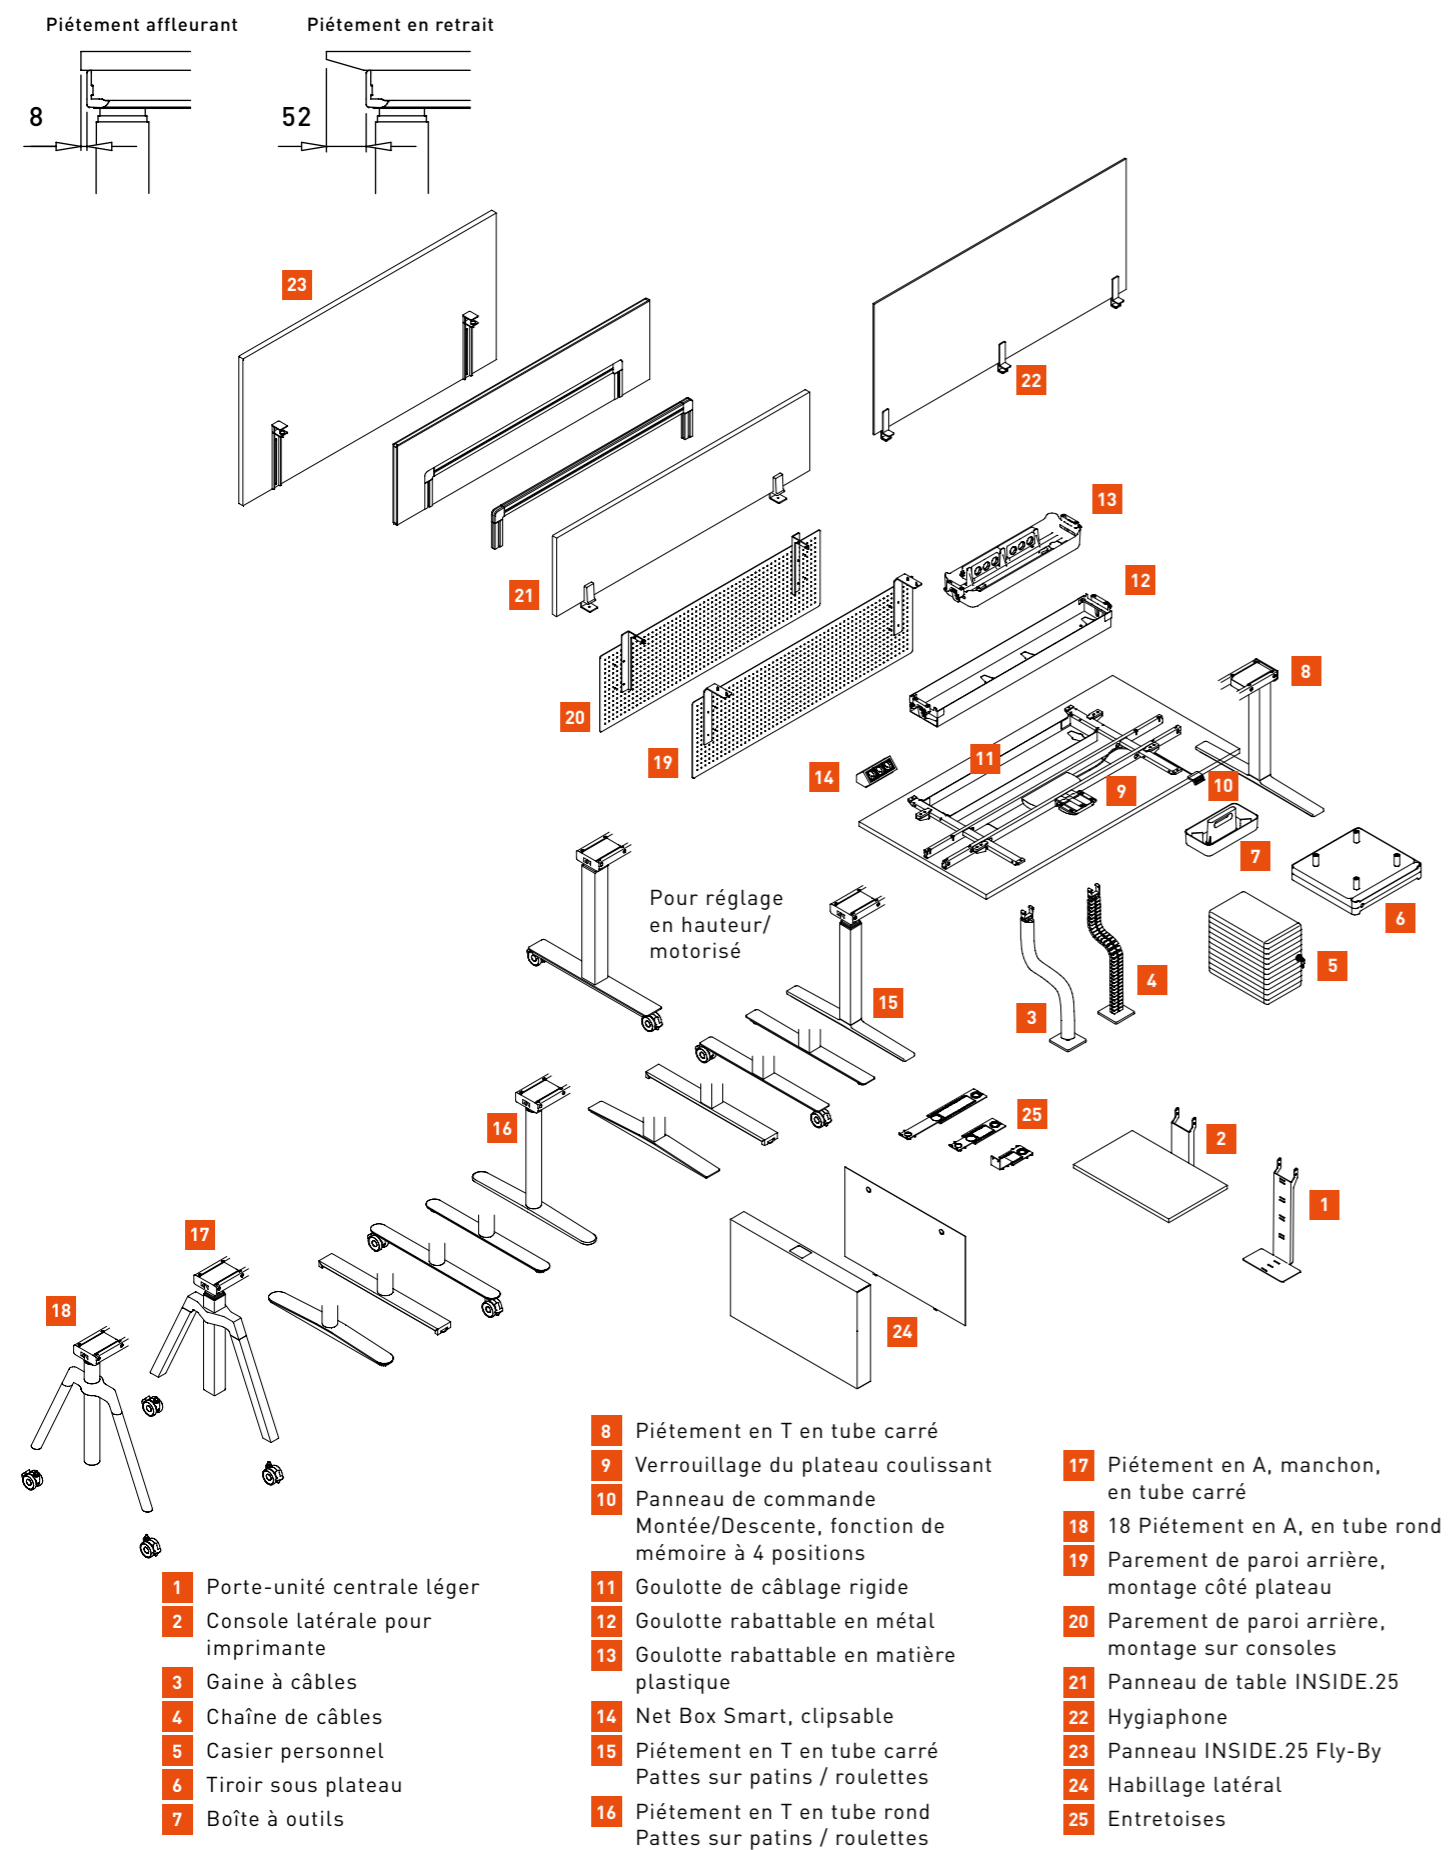 Piétement affleurant
Piétement en retrait
8
52
23
22
21
13
12
8
20
19
14
11
9
10
7
6
5
4
3
Pour réglage
en hauteur/
motorisé
15
16
25
2
1
17
18
24
1 Porte-unité centrale léger
2 Console latérale pour
imprimante
3 Gaine à câbles
4 Chaîne de câbles
5 Casier personnel
6 Tiroir sous plateau
7 Boîte à outils
8 Piétement en T en tube carré
9 Verrouillage du plateau coulissant
10 Panneau de commande
Montée/Descente, fonction de
mémoire à 4 positions
11 Goulotte de câblage rigide
12 Goulotte rabattable en métal
13 Goulotte rabattable en matière
plastique
14 Net Box Smart, clipsable
15 Piétement en T en tube carré
Pattes sur patins / roulettes
16 Piétement en T en tube rond
Pattes sur patins / roulettes
17 Piétement en A, manchon,
en tube carré
18 18 Piétement en A, en tube rond
19 Parement de paroi arrière,
montage côté plateau
20 Parement de paroi arrière,
montage sur consoles
21 Panneau de table INSIDE.25
22 Hygiaphone
23 Panneau INSIDE.25 Fly-By
24 Habillage latéral
25 Entretoises